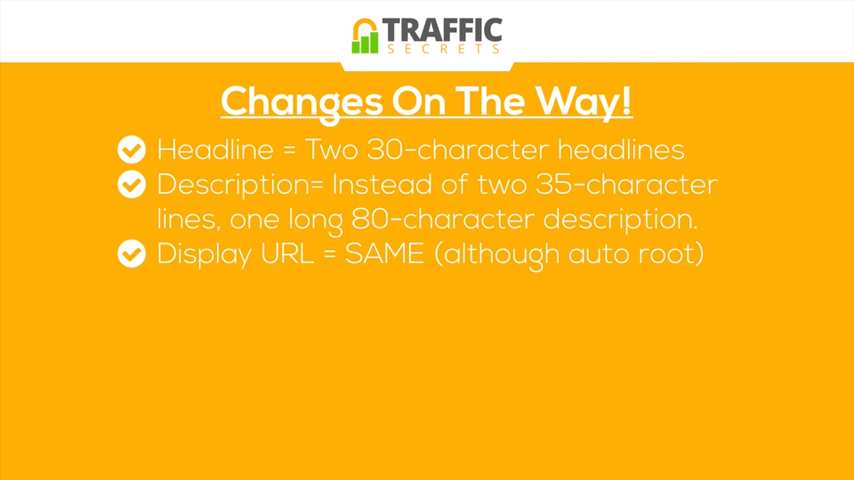 TRAFFIC
SECRETS
Changes On The Way!
Headline = Two 30-character headlines
Description= Instead of two 35-character
lines, one long 80-character description.
Display URL = SAME (although auto root)